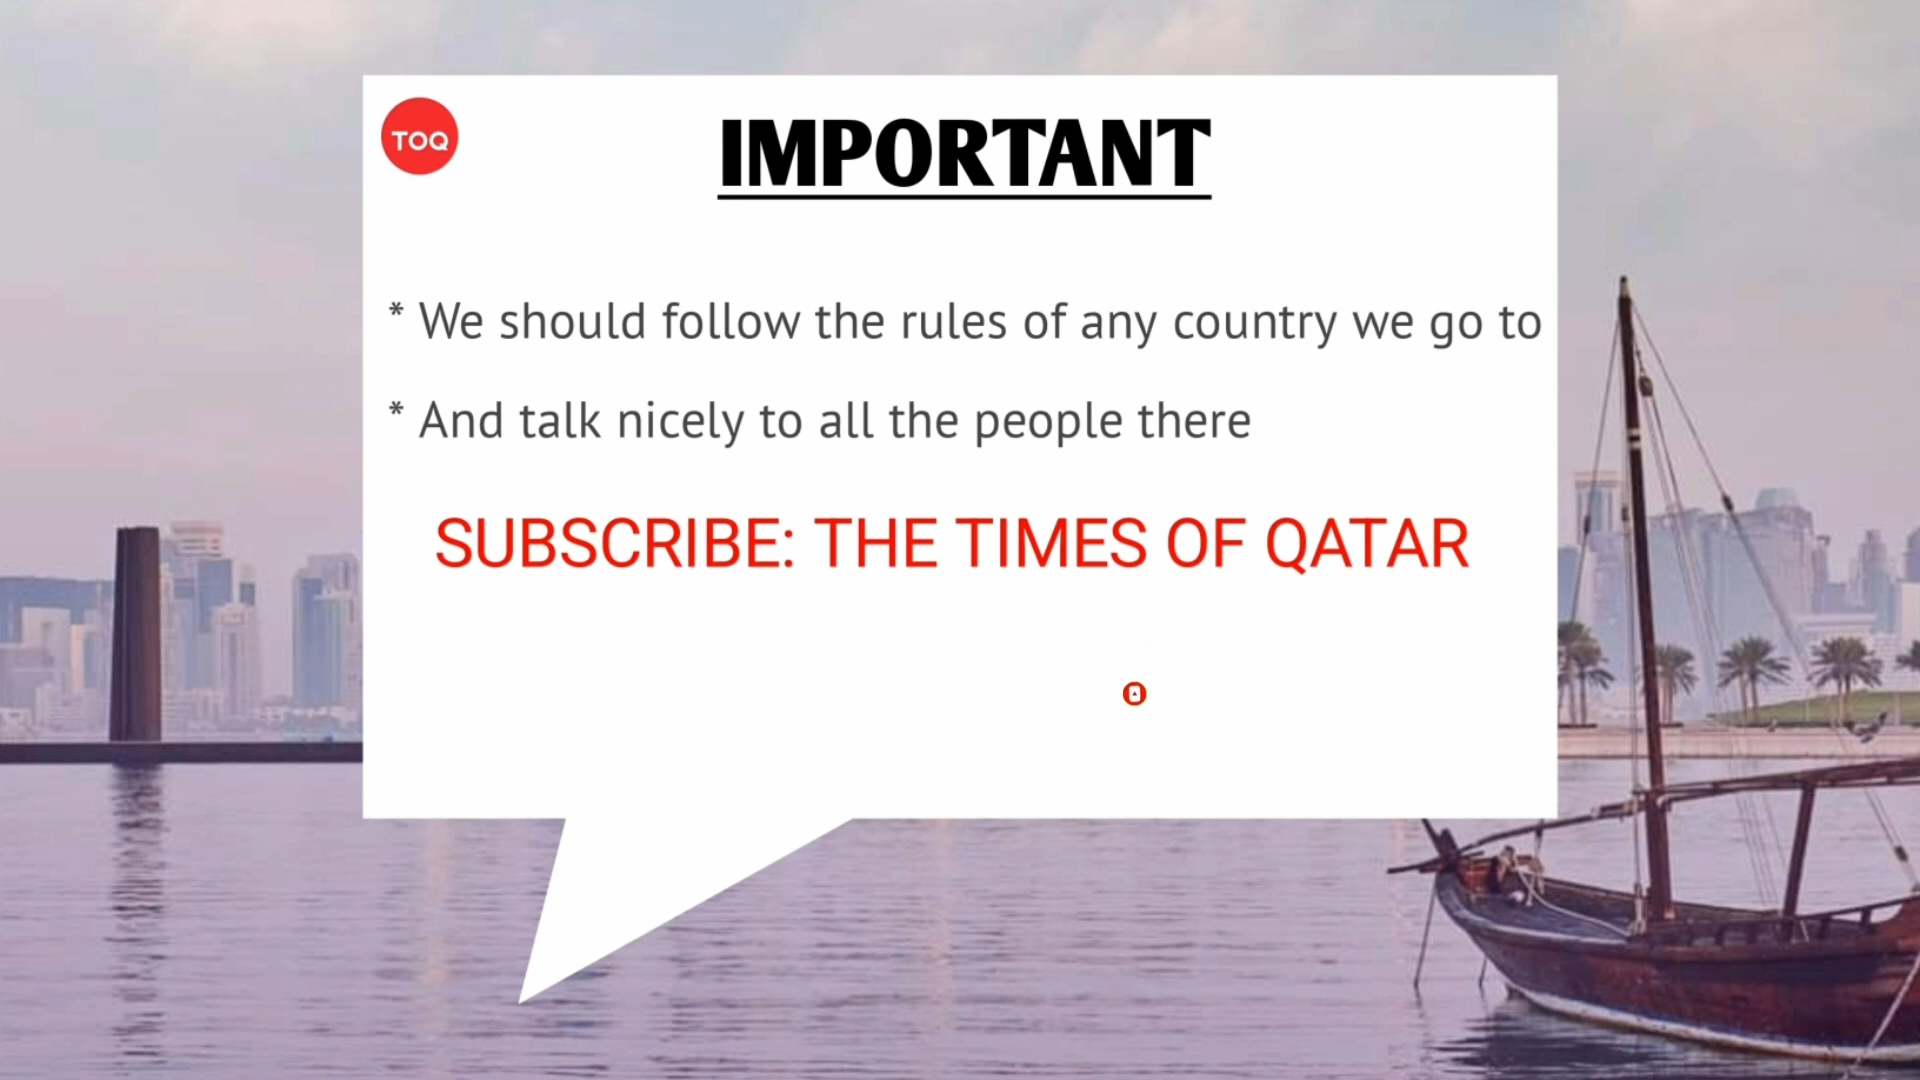 TOQ
IMPORTANT
* We should follow the rules of any country we go to
* And talk nicely to all the people there
SUBSCRIBE: THE TIMES OF QATAR